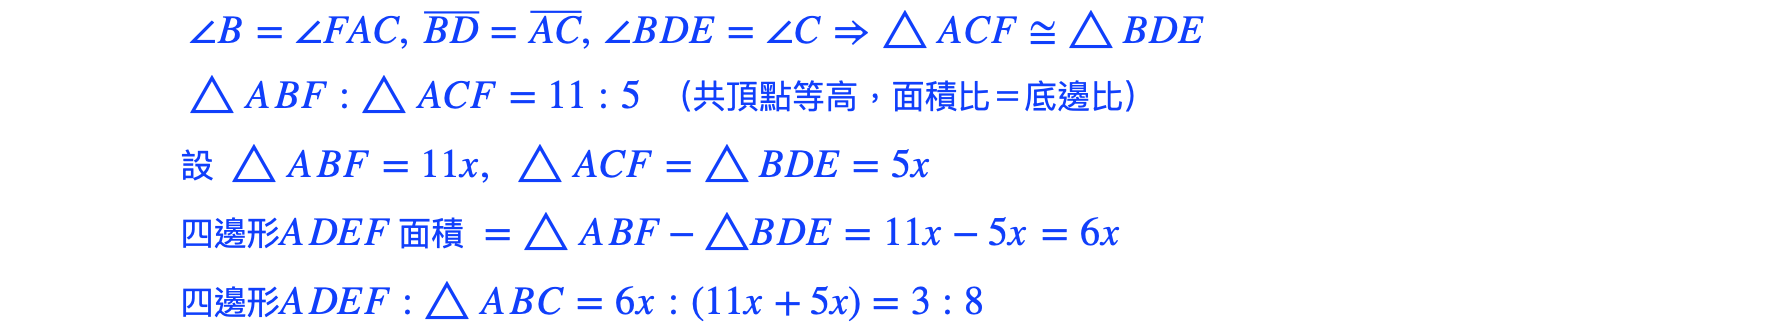 ∠B = ∠FAC, \overline{BD} = \overline{AC}, ∠BDE = ∠C ⇒ △ACF ≅ △BDE
△ABF : △ACF = 11 : 5 (共頂點等高，面積比＝底邊比)
設 △ABF = 11x, △ACF = △BDE = 5x
四邊形ADEF 面積 = △ABF − △BDE = 11x − 5x = 6x
四邊形ADEF : △ABC = 6x : (11x + 5x) = 3 : 8